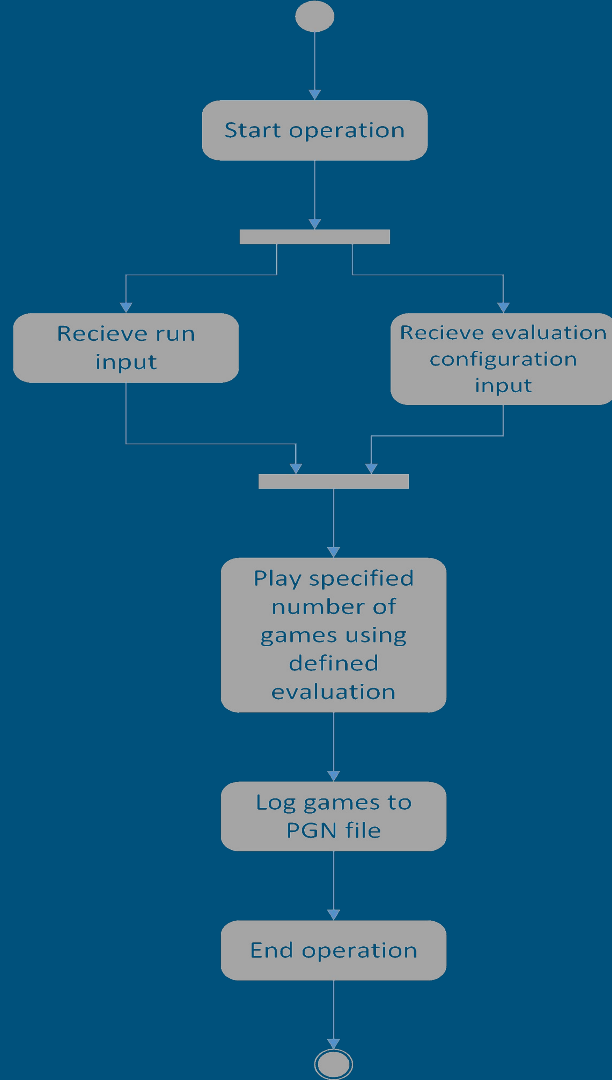 Start operation
Recieve run
input
Recieve evaluation
configuration
input
Play specified
number of
games using
defined
evaluation
Log games to
PGN file
End operation